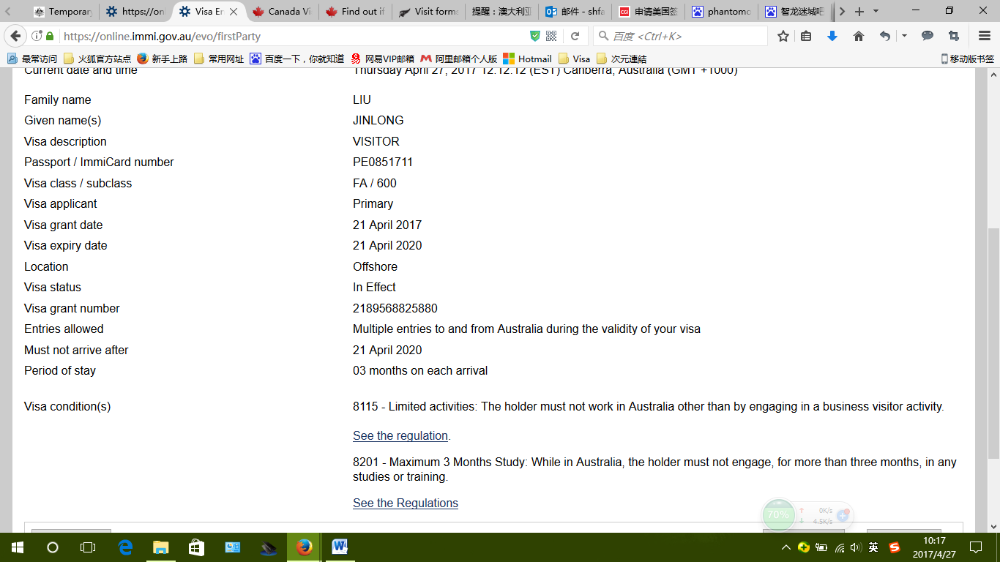 Temporary
https://onl
Visa En
Canada Vi
Find out if
Visit forms
提醒：澳大利亚
邮件 - shfa
CGI
申请美国签
phantomo
智龙迷城吧
https://online.immi.gov.au/evo/firstParty
百度 <Ctrl+K>
最常访问
火狐官方站点
新手上路
常用网址
百度一下，你就知道
网易VIP邮箱
阿里邮箱个人版
Hotmail
Visa
次元連結
移动版书签
Current date and time Thursday April 27, 2017 12:12:12 (EST) Canberra, Australia (GMT +1000)
Family name LIU
Given name(s) JINLONG
Visa description VISITOR
Passport / ImmiCard number PE0851711
Visa class / subclass FA / 600
Visa applicant Primary
Visa grant date 21 April 2017
Visa expiry date 21 April 2020
Location Offshore
Visa status In Effect
Visa grant number 2189568825880
Entries allowed Multiple entries to and from Australia during the validity of your visa
Must not arrive after 21 April 2020
Period of stay 03 months on each arrival
Visa condition(s) 8115 - Limited activities: The holder must not work in Australia other than by engaging in a business visitor activity.
See the regulation.
8201 - Maximum 3 Months Study: While in Australia, the holder must not engage, for more than three months, in any
studies or training.
See the Regulations
70%
0K/s
4.5K/s
英
10:17
2017/4/27